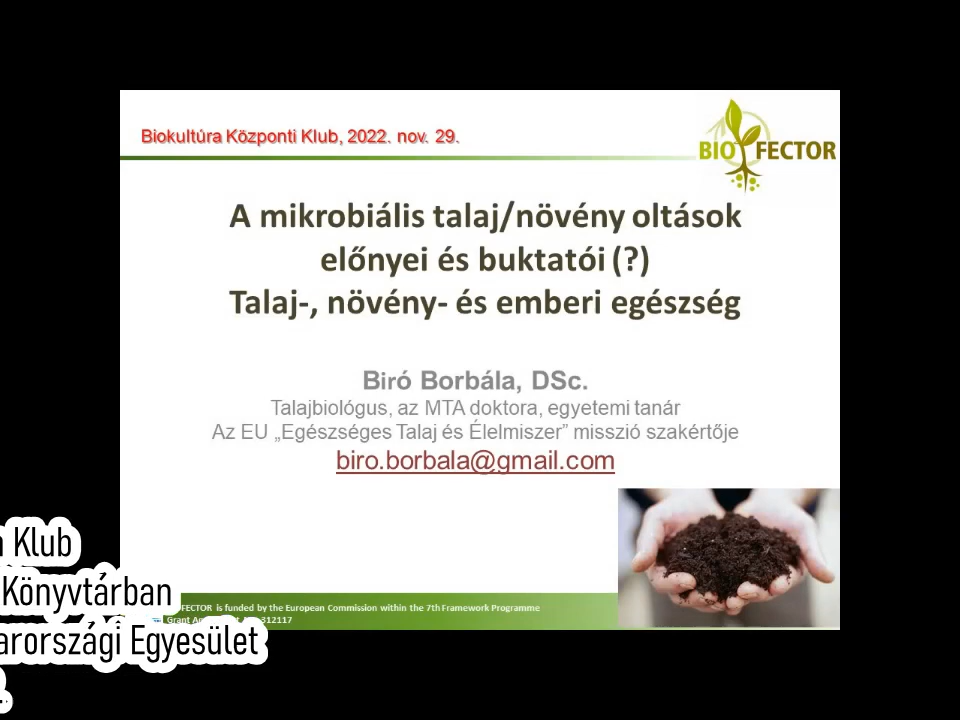 Biokultúra Központi Klub, 2022. nov. 29.
BIO FECTOR
A mikrobiális talaj/növény oltások
előnyei és buktatói (?)
Talaj-, növény- és emberi egészség
Biró Borbála, DSc.
Talajbiológus, az MTA doktora, egyetemi tanár
Az EU „Egészséges Talaj és Élelmiszer” misszió szakértője
biro.borbala@gmail.com
Klub
Könyvtárban
arországi Egyesület
FECTOR is funded by the European Commission within the 7th Framework Programme
Grant 312117